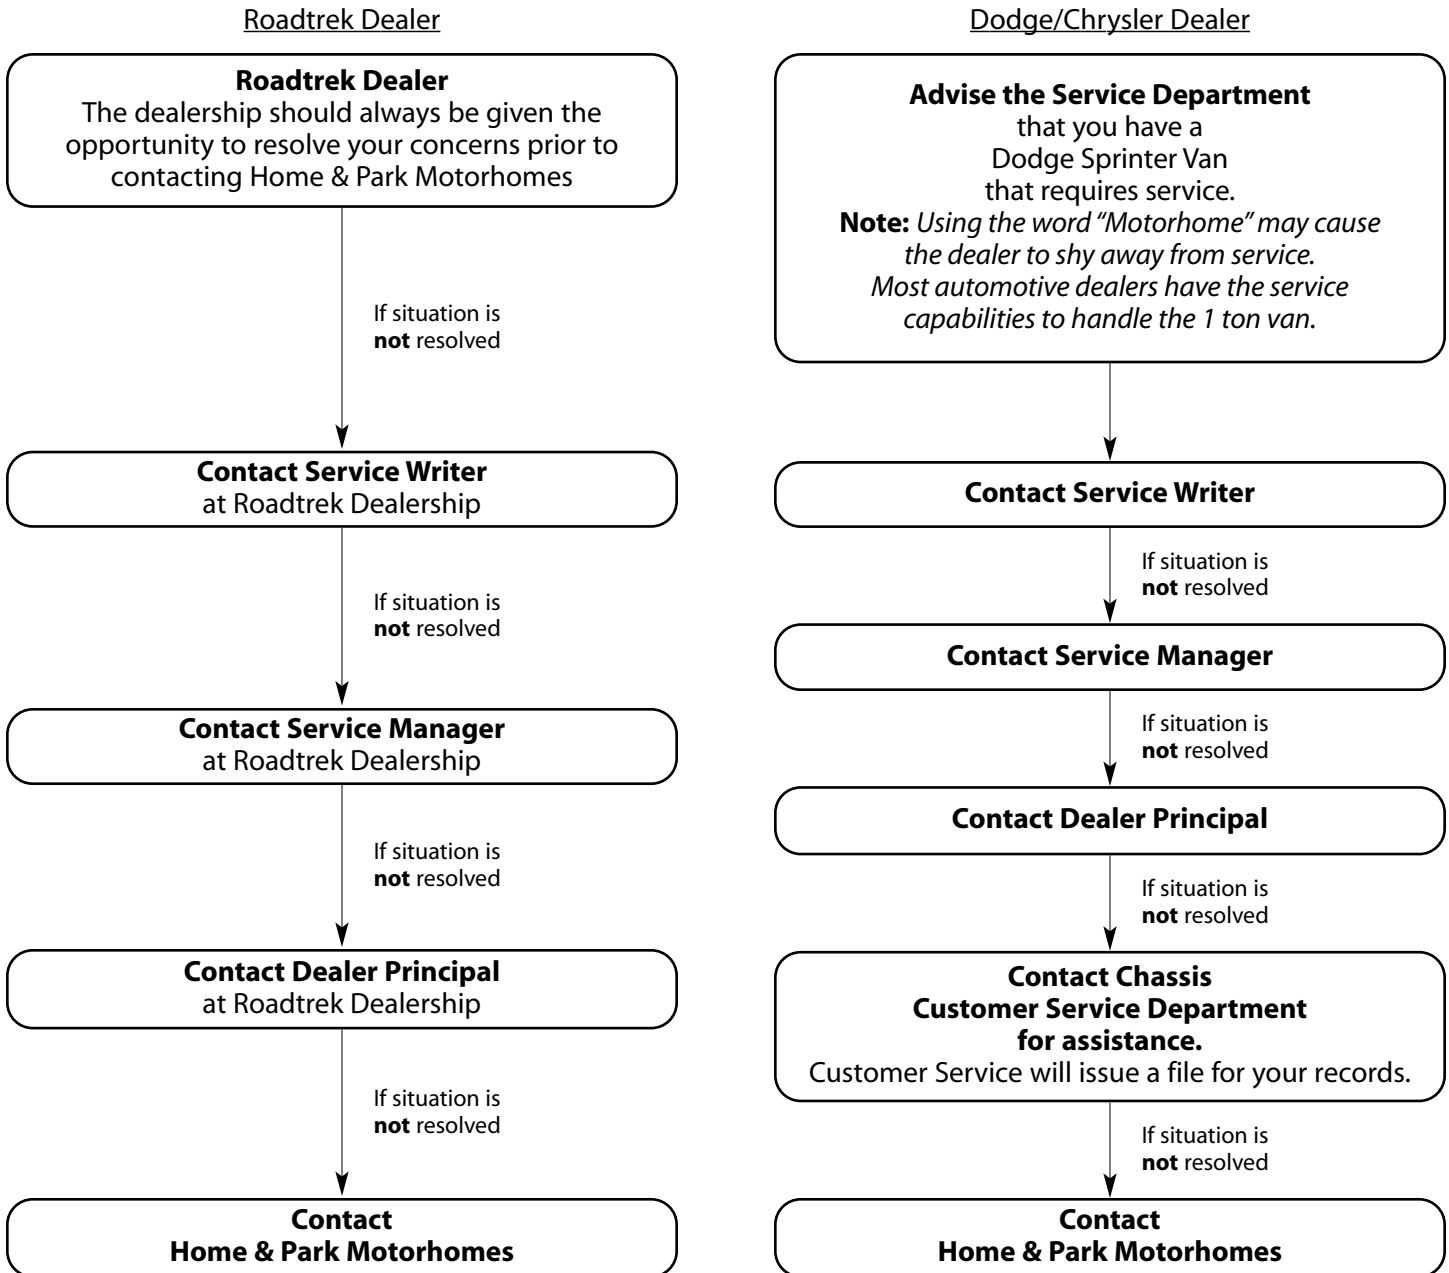 Roadtrek Dealer
Roadtrek Dealer
The dealership should always be given the
opportunity to resolve your concerns prior to
contacting Home & Park Motorhomes
If situation is
not resolved
Contact Service Writer
at Roadtrek Dealership
If situation is
not resolved
Contact Service Manager
at Roadtrek Dealership
If situation is
not resolved
Contact Dealer Principal
at Roadtrek Dealership
If situation is
not resolved
Contact
Home & Park Motorhomes
Dodge/Chrysler Dealer
Advise the Service Department
that you have a
Dodge Sprinter Van
that requires service.
Note: Using the word “Motorhome” may cause
the dealer to shy away from service.
Most automotive dealers have the service
capabilities to handle the 1 ton van.
Contact Service Writer
If situation is
not resolved
Contact Service Manager
If situation is
not resolved
Contact Dealer Principal
If situation is
not resolved
Contact Chassis
Customer Service Department
for assistance.
Customer Service will issue a file for your records.
If situation is
not resolved
Contact
Home & Park Motorhomes